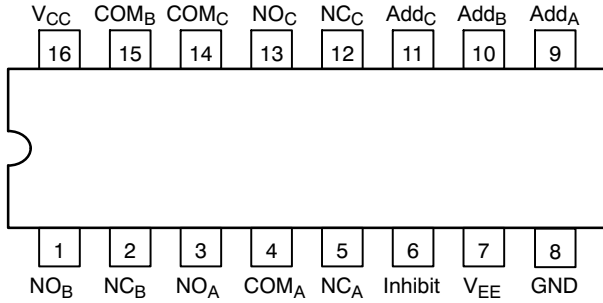 VCC COMB COMC NOC NCC AddC AddB AddA
16 15 14 13 12 11 10 9
1 2 3 4 5 6 7 8
NOB NCB NOA COMA NCA Inhibit VEE GND